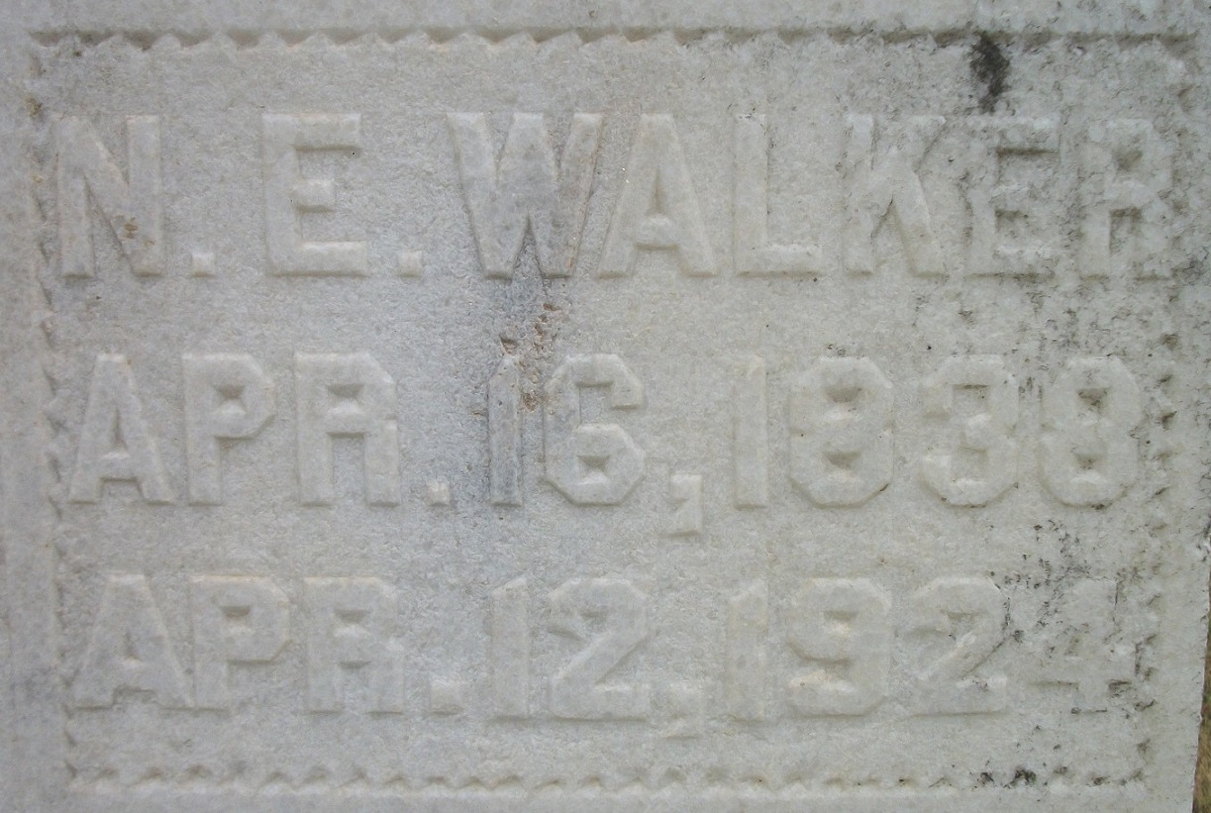 N. E. WALKER
APR. 16, 1838
APR. 12, 1924